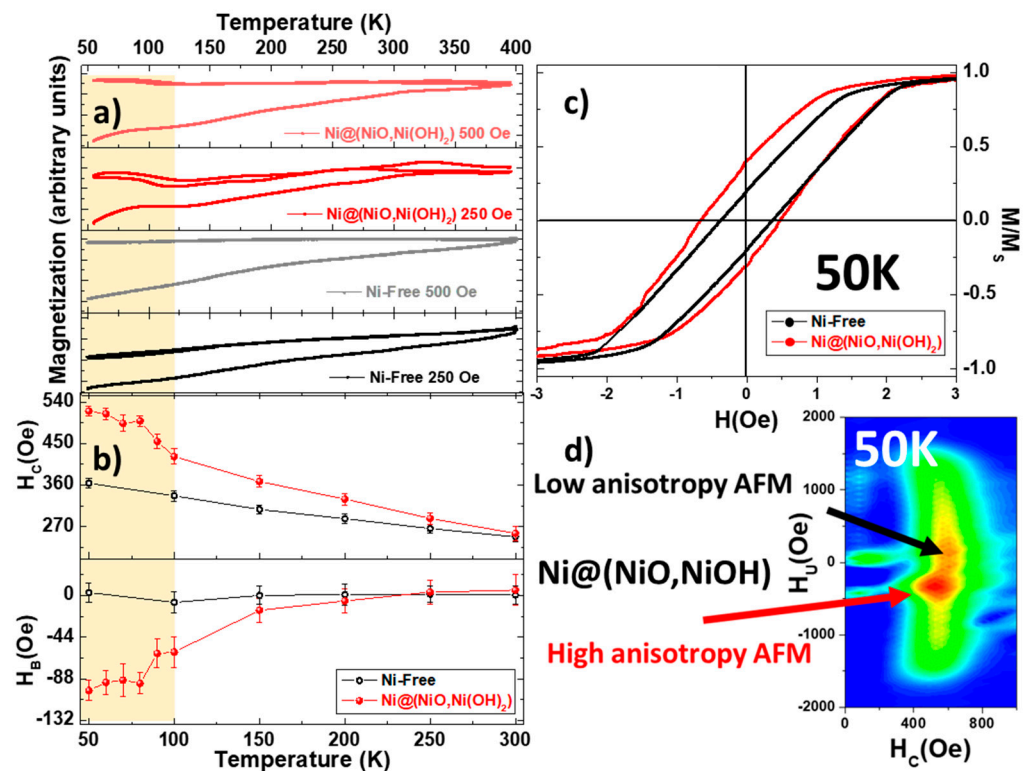 Temperature (K)
50 100 150 200 250 300 350 400
Magnetization (arbitrary units)
a)
Ni@(NiO,Ni(OH)2) 500 Oe
Ni@(NiO,Ni(OH)2) 250 Oe
Ni-Free 500 Oe
Ni-Free 250 Oe
b)
HC(Oe)
540
450
360
270
HB(Oe)
0
-44
-88
-132
Ni-Free
Ni@(NiO,Ni(OH)2)
50 100 150 200 250 300
Temperature (K)
c)
1.0
0.5
0.0
-0.5
-1.0
M/MS
50K
Ni-Free
Ni@(NiO,Ni(OH)2)
-3 -2 -1 0 1 2 3
H(Oe)
d)
50K
Low anisotropy AFM
Ni@(NiO,NiOH)
High anisotropy AFM
HU(Oe)
2000
1000
0
-1000
-2000
0 400 800
HC(Oe)